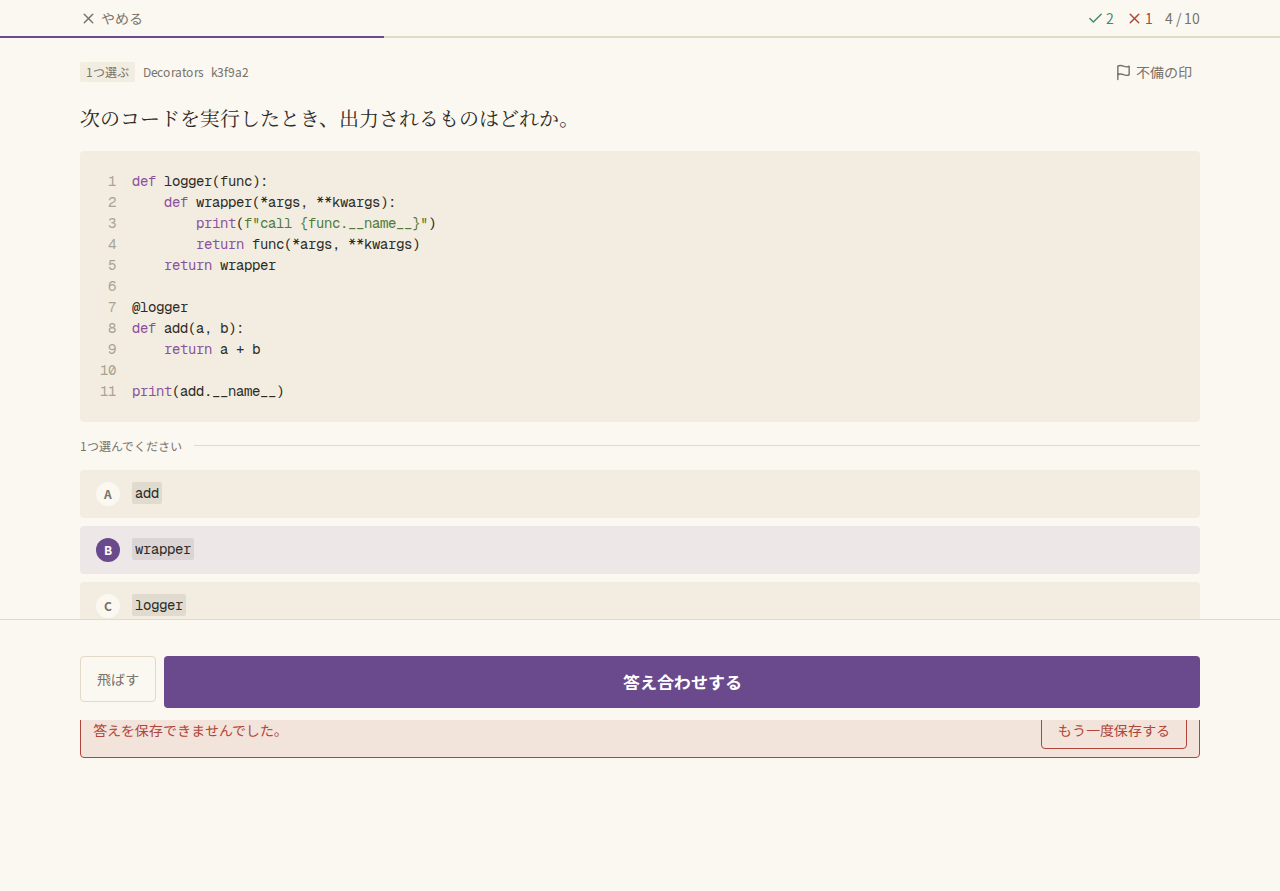 やめる
2 1 4 / 10
1つ選ぶ Decorators k3f9a2
不備の印
次のコードを実行したとき、出力されるものはどれか。
1 def logger(func):
2     def wrapper(*args, **kwargs):
3         print(f"call {func.__name__}")
4         return func(*args, **kwargs)
5     return wrapper
6
7 @logger
8 def add(a, b):
9     return a + b
10
11 print(add.__name__)
1つ選んでください
A add
B wrapper
C logger
飛ばす 答え合わせする
答えを保存できませんでした。 もう一度保存する